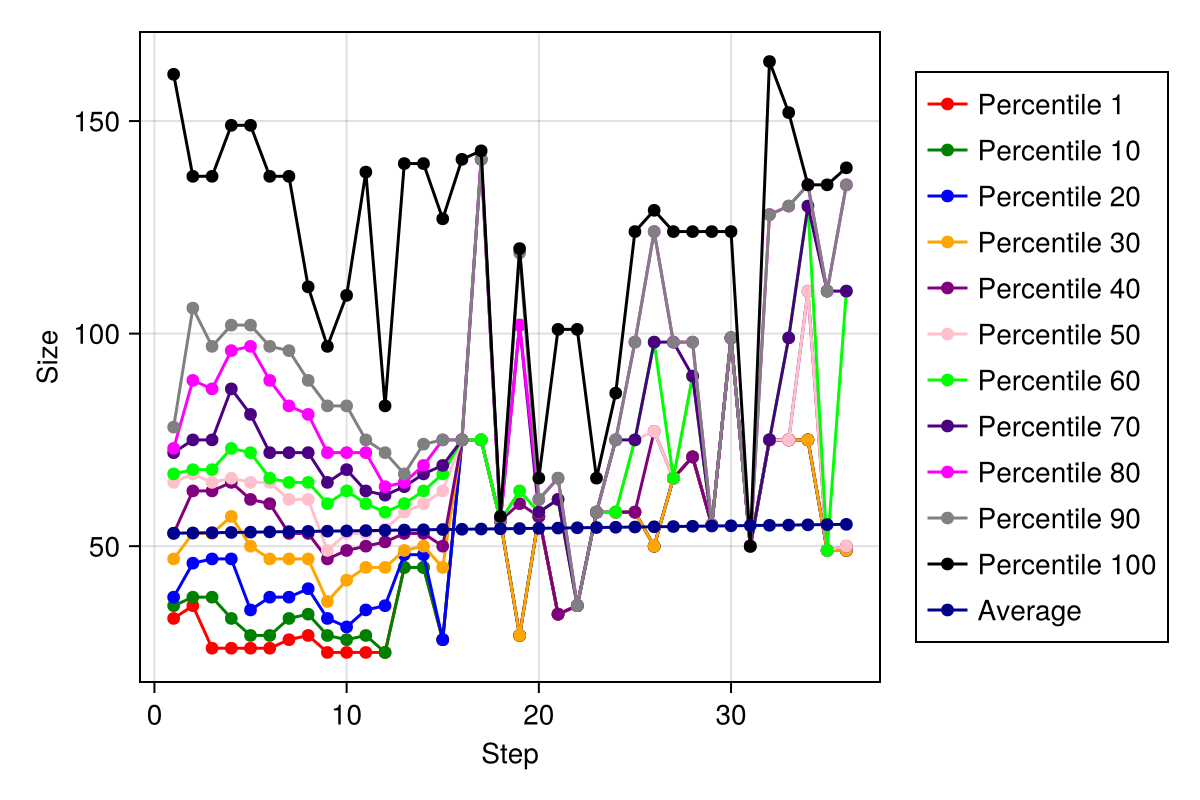 150
100
50
Size
0
10
20
30
Step
Percentile 1
Percentile 10
Percentile 20
Percentile 30
Percentile 40
Percentile 50
Percentile 60
Percentile 70
Percentile 80
Percentile 90
Percentile 100
Average